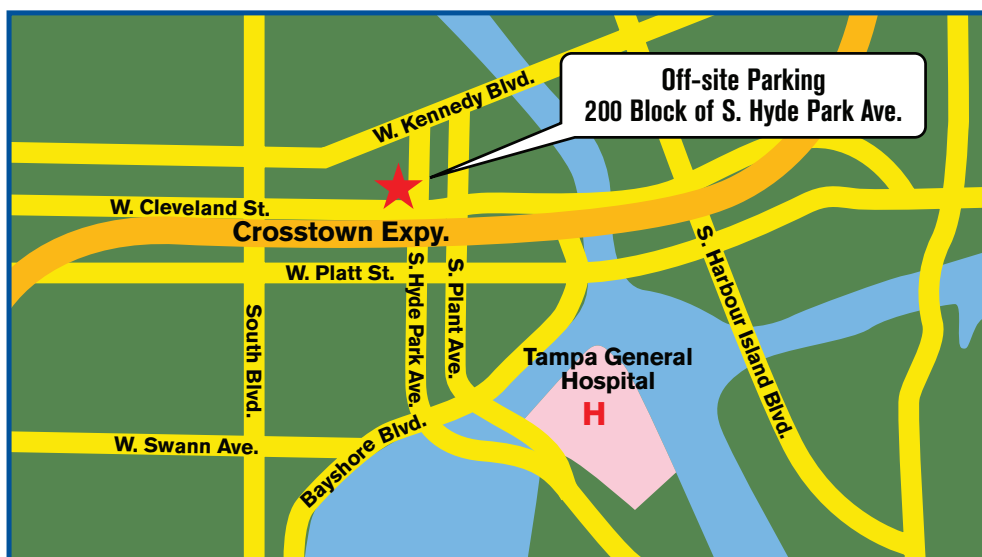 Off-site Parking
200 Block of S. Hyde Park Ave.
W. Kennedy Blvd.
W. Cleveland St.
Crosstown Expy.
W. Platt St.
S. Hyde Park Ave.
S. Plant Ave.
S. Harbour Island Blvd.
South Blvd.
Tampa General
Hospital
H
W. Swann Ave.
Bayshore Blvd.